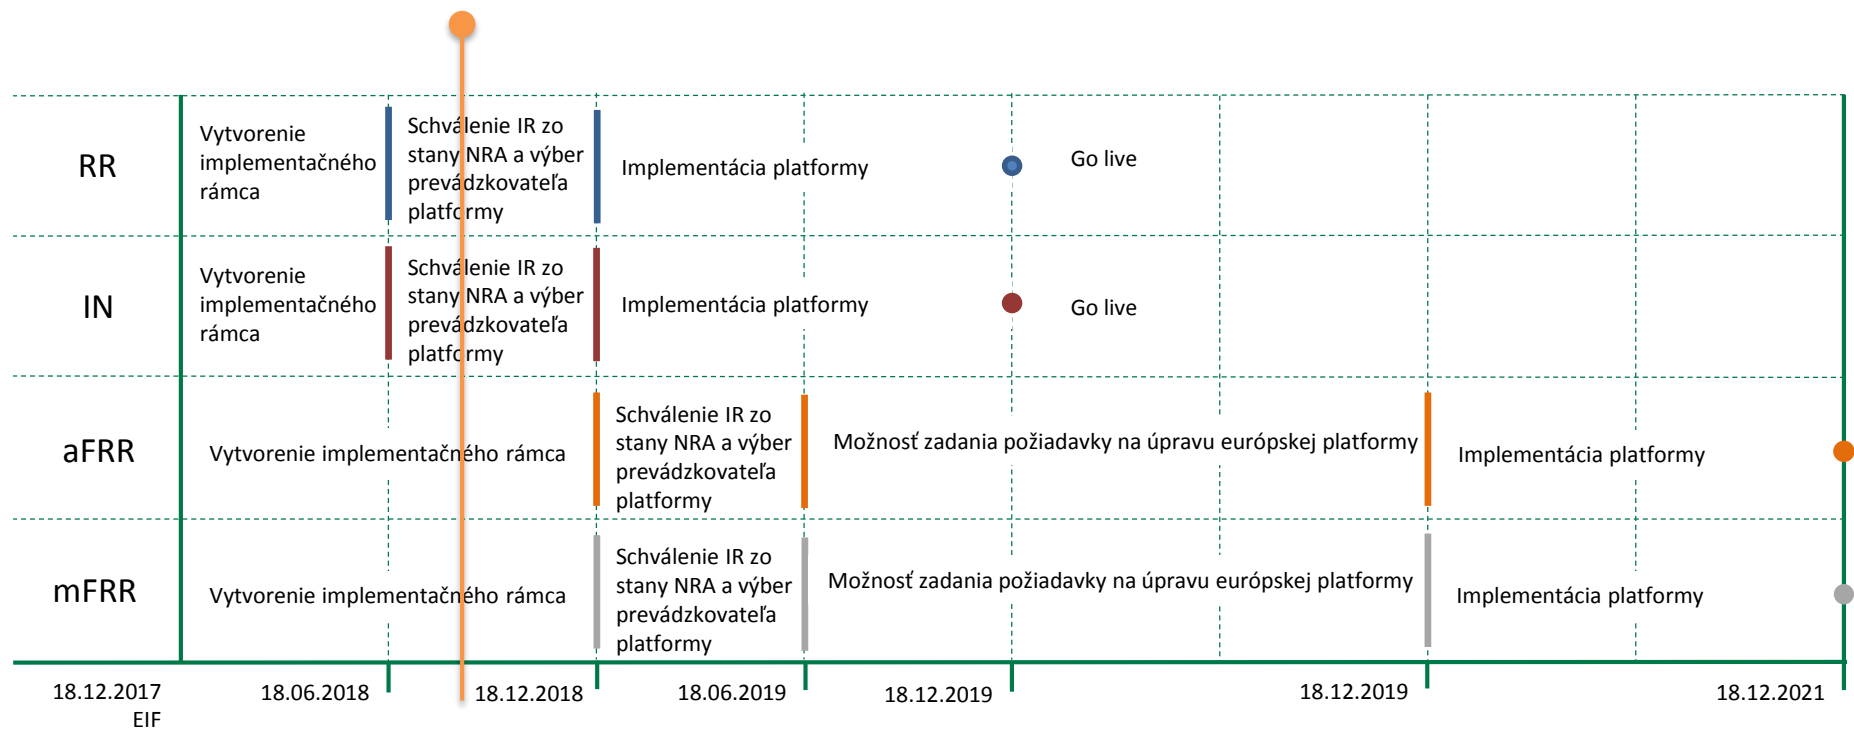 RR
Vytvorenie
implementačného
rámca
Schválenie IR zo
stany NRA a výber
prevádzkovateľa
platformy
Implementácia platformy
Go live
IN
Vytvorenie
implementačného
rámca
Schválenie IR zo
stany NRA a výber
prevádzkovateľa
platformy
Implementácia platformy
Go live
aFRR
Vytvorenie implementačného rámca
Schválenie IR zo
stany NRA a výber
prevádzkovateľa
platformy
Možnosť zadania požiadavky na úpravu európskej platformy
Implementácia platformy
mFRR
Vytvorenie implementačného rámca
Schválenie IR zo
stany NRA a výber
prevádzkovateľa
platformy
Možnosť zadania požiadavky na úpravu európskej platformy
Implementácia platformy
18.12.2017
EIF
18.06.2018
18.12.2018
18.06.2019
18.12.2019
18.12.2019
18.12.2021